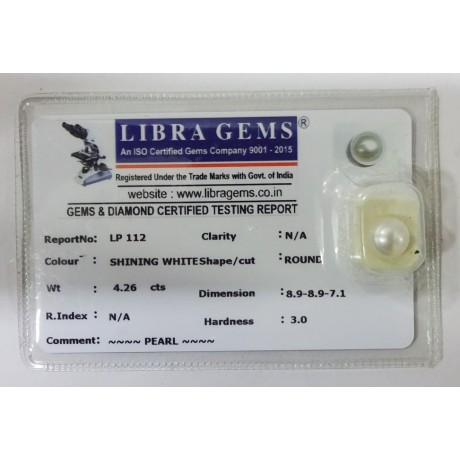 LIBRA GEMS®
An ISO Certified Gems Company 9001 - 2015
Registered Under the Trade Marks with Govt. of India
website : www.libragems.co.in
GEMS & DIAMOND CERTIFIED TESTING REPORT
ReportNo: LP 112 Clarity : N/A
Colour : SHINING WHITE Shape/cut : ROUND
Wt : 4.26 cts Dimension : 8.9-8.9-7.1
R.Index : N/A Hardness : 3.0
Comment: ~~~~ PEARL ~~~~